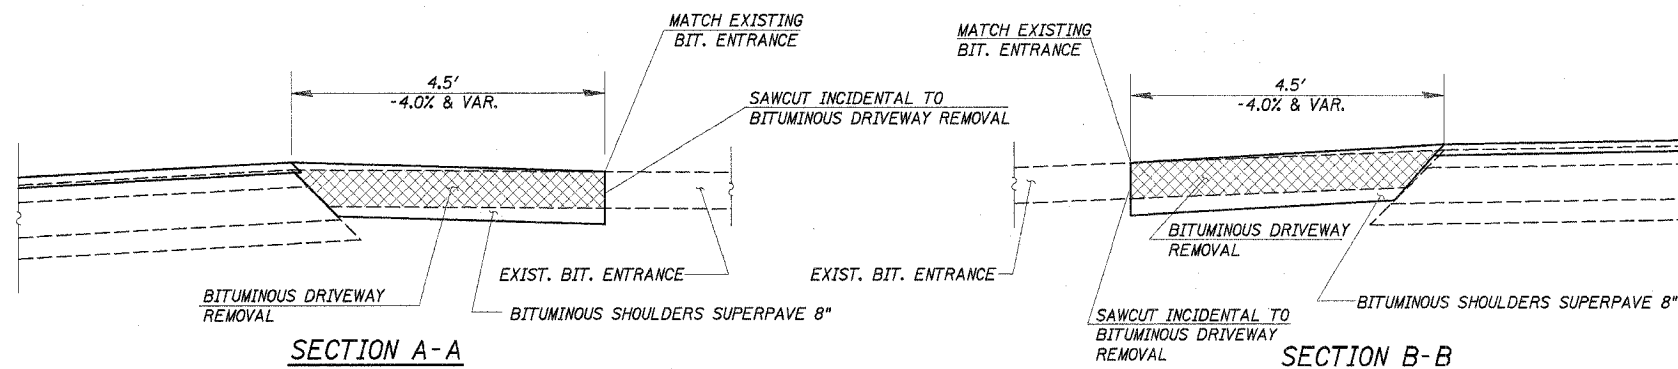 MATCH EXISTING
BIT. ENTRANCE
4.5'
-4.0% & VAR.
SAWCUT INCIDENTAL TO
BITUMINOUS DRIVEWAY REMOVAL
EXIST. BIT. ENTRANCE
BITUMINOUS DRIVEWAY
REMOVAL
BITUMINOUS SHOULDERS SUPERPAVE 8"
SECTION A-A
MATCH EXISTING
BIT. ENTRANCE
4.5'
-4.0% & VAR.
BITUMINOUS DRIVEWAY
REMOVAL
EXIST. BIT. ENTRANCE
BITUMINOUS SHOULDERS SUPERPAVE 8"
SAWCUT INCIDENTAL TO
BITUMINOUS DRIVEWAY
REMOVAL
SECTION B-B